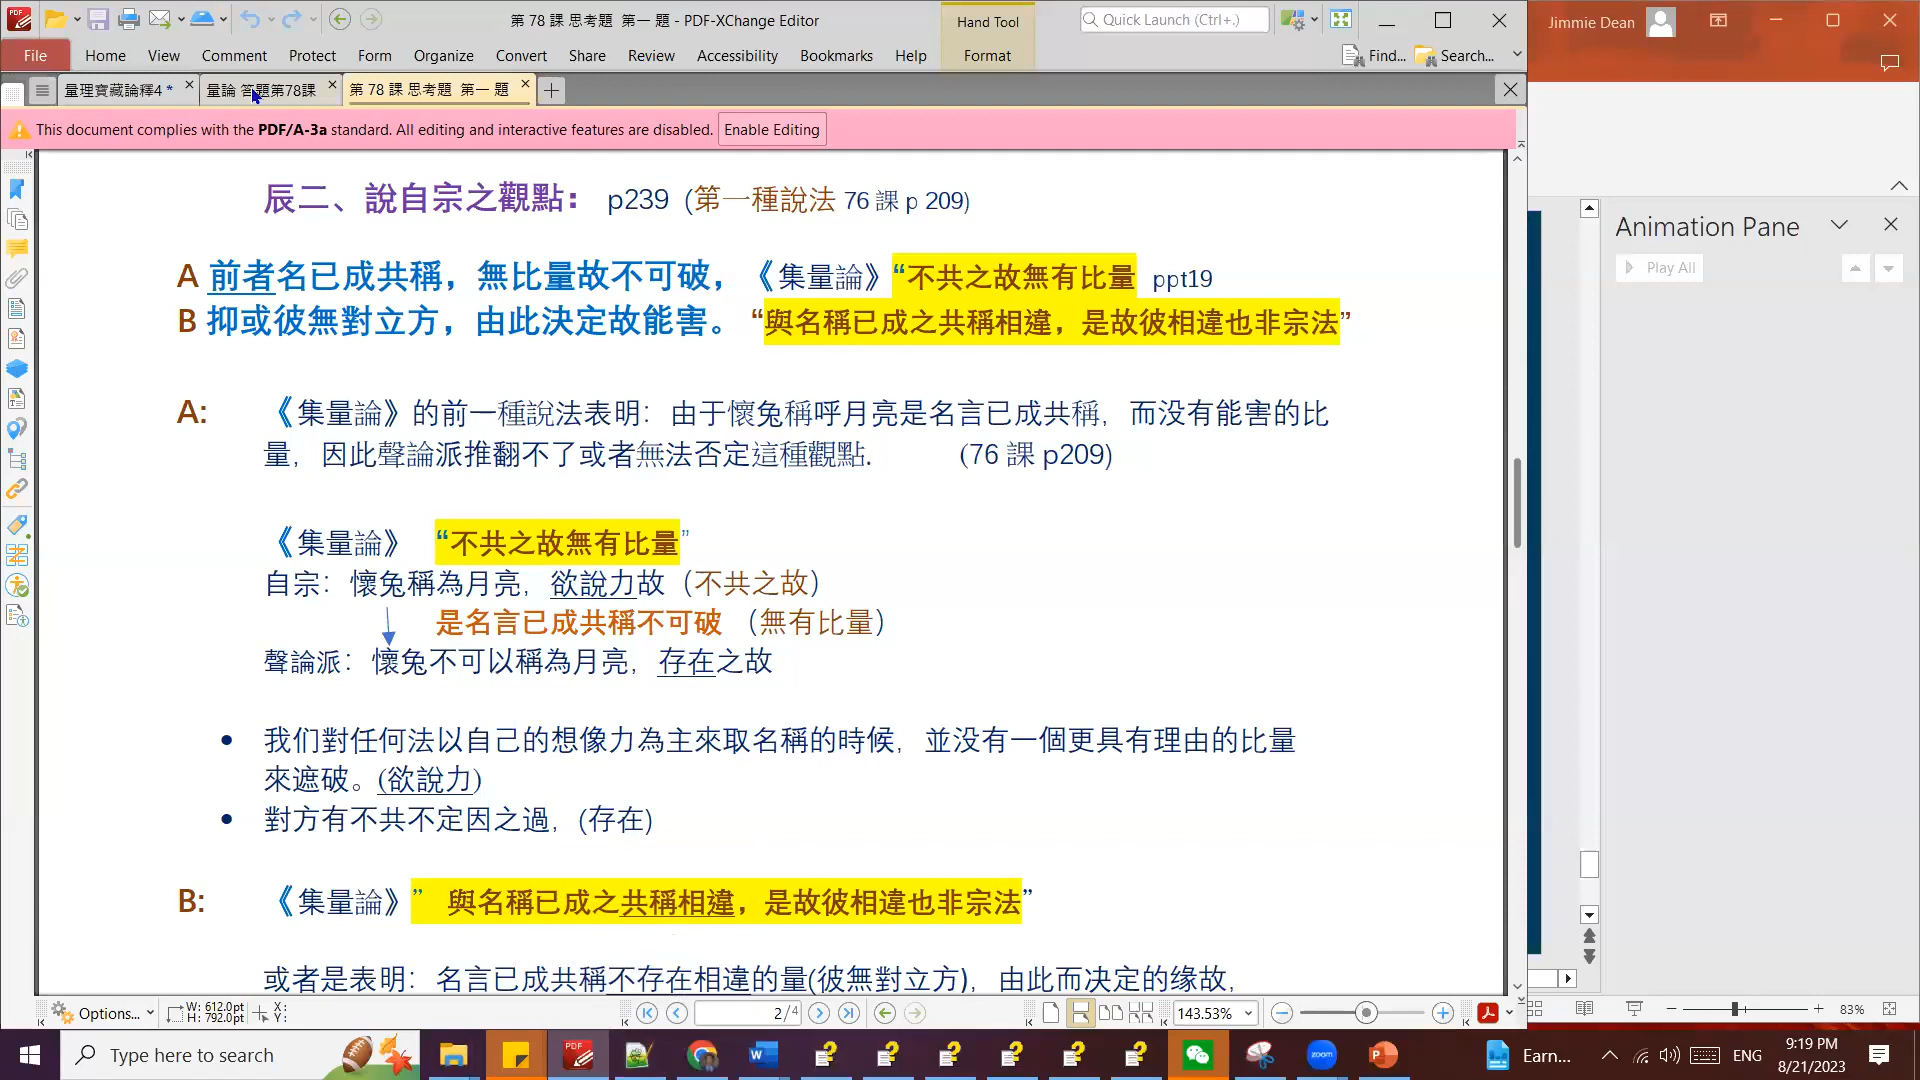 第 78 課 思考題  第一 題 - PDF-XChange Editor
Hand Tool
Quick Launch (Ctrl+.)
Jimmie Dean
File
Home
View
Comment
Protect
Form
Organize
Convert
Share
Review
Accessibility
Bookmarks
Help
Format
Find...
Search...
量理寶藏論釋4 *
量論 答題第78課
第 78 課 思考題  第一 題
This document complies with the PDF/A-3a standard. All editing and interactive features are disabled.
Enable Editing
辰二、說自宗之觀點： p239 (第一種說法 76 課 p 209)
A 前者名已成共稱，無比量故不可破，《集量論》“不共之故無有比量 ppt19
B 抑或彼無對立方，由此決定故能害。 “與名稱已成之共稱相違，是故彼相違也非宗法”
A: 《集量論》的前一種說法表明：由于懷兔稱呼月亮是名言已成共稱，而没有能害的比
量，因此聲論派推翻不了或者無法否定這種觀點. (76 課 p209)
《集量論》 “不共之故無有比量”
自宗：懷兔稱為月亮，欲說力故（不共之故）
是名言已成共稱不可破 （無有比量）
聲論派：懷兔不可以稱為月亮，存在之故
• 我们對任何法以自己的想像力為主來取名稱的時候，並没有一個更具有理由的比量
來遮破。(欲說力)
• 對方有不共不定因之過，(存在)
B: 《集量論》” 與名稱已成之共稱相違，是故彼相違也非宗法”
或者是表明：名言已成共稱不存在相違的量(彼無對立方)，由此而决定的缘故，
Animation Pane
Play All
Options...
W: 612.0pt
H: 792.0pt
X:
Y:
2/4
143.53%
83%
Type here to search
Earn...
ENG
9:19 PM
8/21/2023